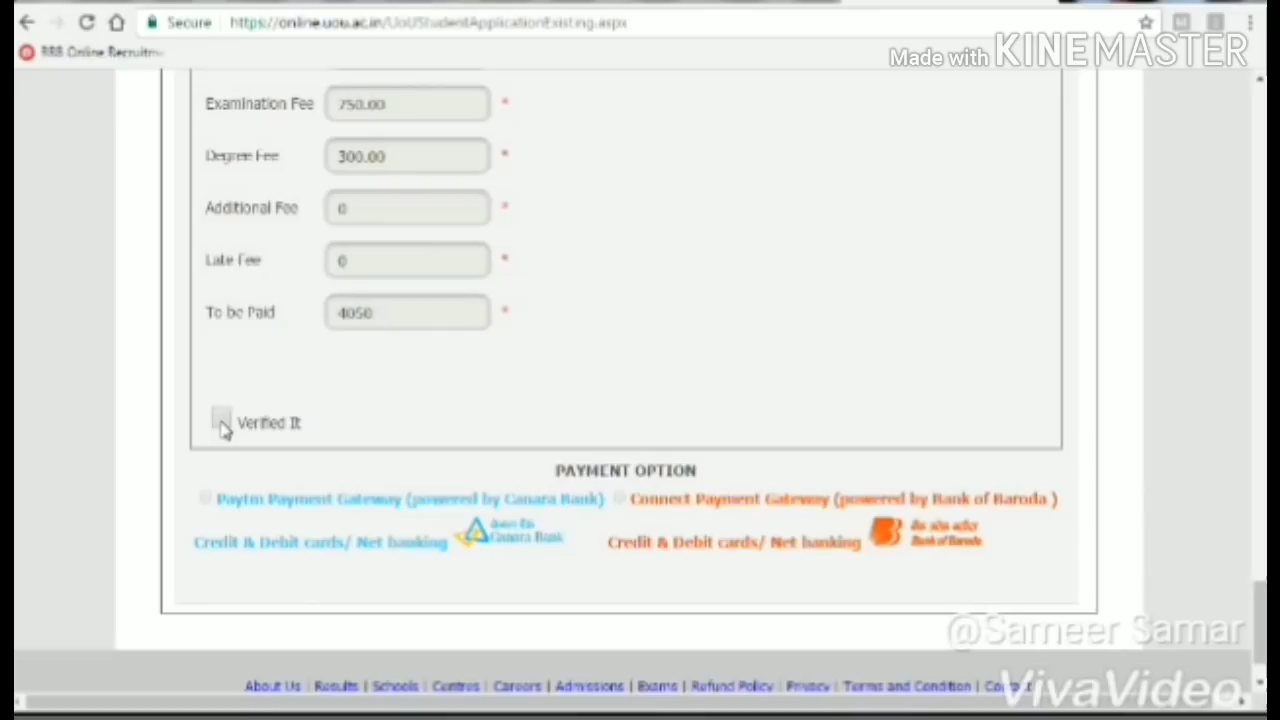 Secure https://online.uou.ac.in/UoUStudentApplicationExisting.aspx
RRB Online Recruitme
Made with KINEMASTER
Examination Fee 750.00 *
Degree Fee 300.00 *
Additional Fee 0 *
Late Fee 0 *
To be Paid 4050 *
Verified It
PAYMENT OPTION
Paytm Payment Gateway (powered by Canara Bank) Connect Payment Gateway (powered by Bank of Baroda )
Credit & Debit cards/ Net banking Canara Bank Credit & Debit cards/ Net banking Bank of Baroda
@Sameer Samar
About Us | Results | Schools | Centres | Careers | Admissions | Exams | Refund Policy | Privacy | Terms and Condition |
VivaVideo